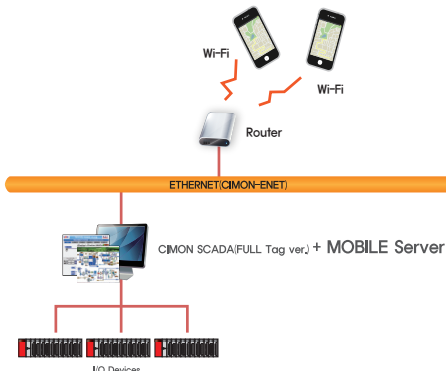 Wi-Fi
Wi-Fi
Router
ETHERNET(CIMON-ENET)
CIMON SCADA(FULL Tag ver.) + MOBILE Server
I/O Devices